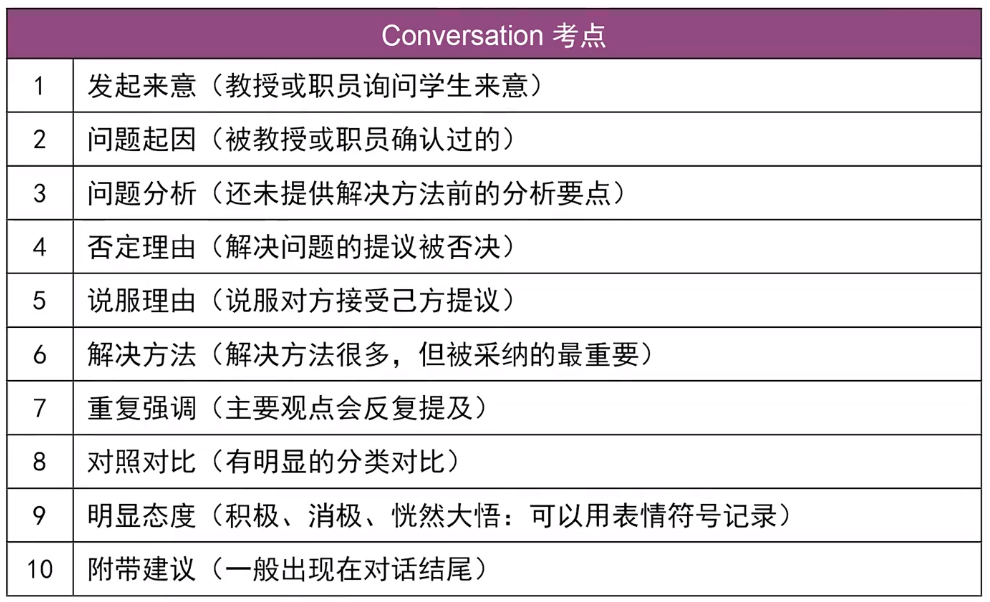 Conversation 考点
1 发起来意（教授或职员询问学生来意）
2 问题起因（被教授或职员确认过的）
3 问题分析（还未提供解决方法前的分析要点）
4 否定理由（解决问题的提议被否决）
5 说服理由（说服对方接受己方提议）
6 解决方法（解决方法很多，但被采纳的最重要）
7 重复强调（主要观点会反复提及）
8 对照对比（有明显的分类对比）
9 明显态度（积极、消极、恍然大悟：可以用表情符号记录）
10 附带建议（一般出现在对话结尾）